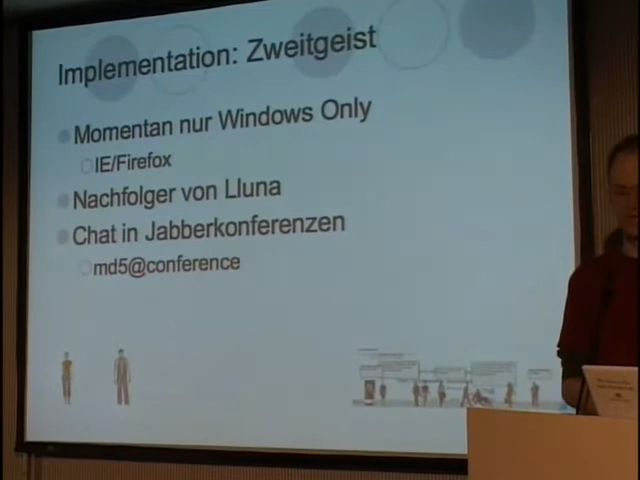 Implementation: Zweitgeist
Momentan nur Windows Only
IE/Firefox
Nachfolger von Lluna
Chat in Jabberkonferenzen
md5@conference